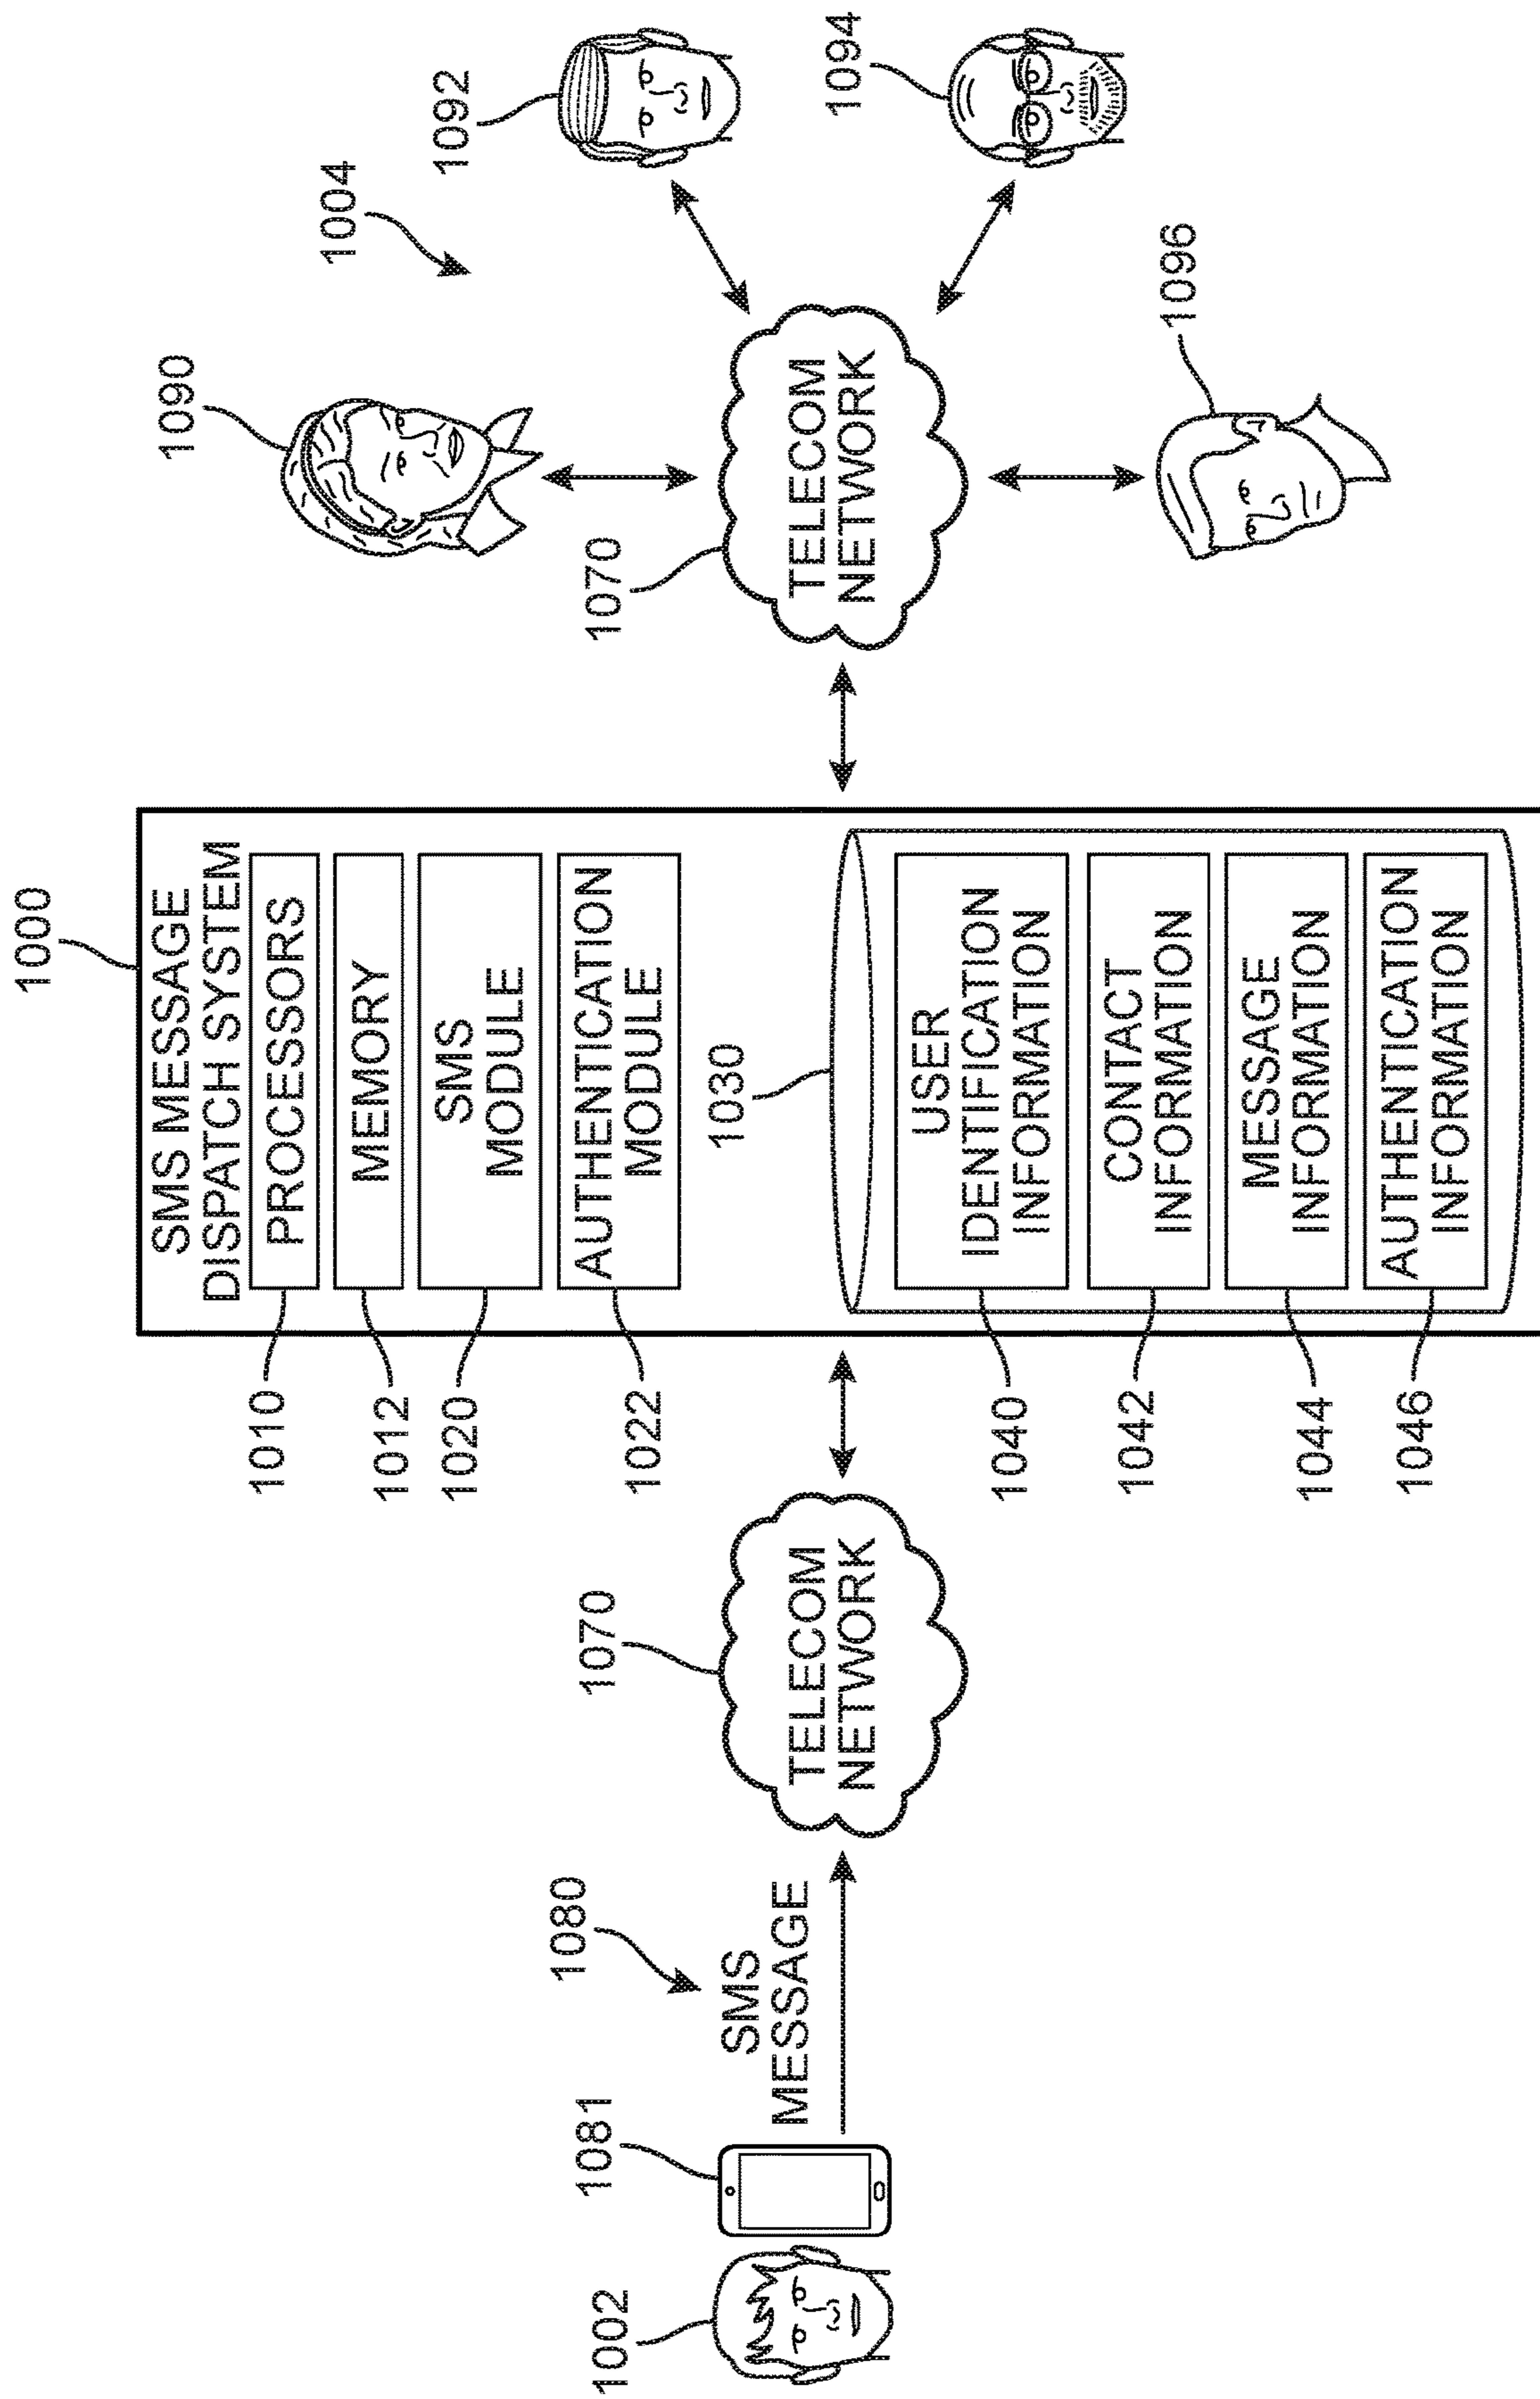 1000
SMS MESSAGE
DISPATCH SYSTEM
1010
PROCESSORS
1012
MEMORY
1020
SMS
MODULE
1022
AUTHENTICATION
MODULE
1030
1040
USER
IDENTIFICATION
INFORMATION
1042
CONTACT
INFORMATION
1044
MESSAGE
INFORMATION
1046
AUTHENTICATION
INFORMATION
1002
1081
1080
SMS
MESSAGE
1070
TELECOM
NETWORK
1070
TELECOM
NETWORK
1004
1090
1092
1094
1096